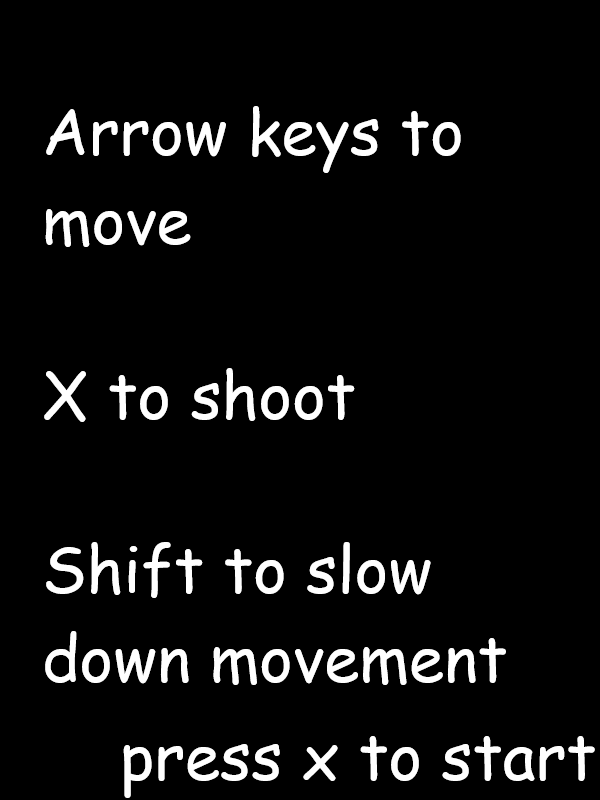 Arrow keys to
move
X to shoot
Shift to slow
down movement
press x to start